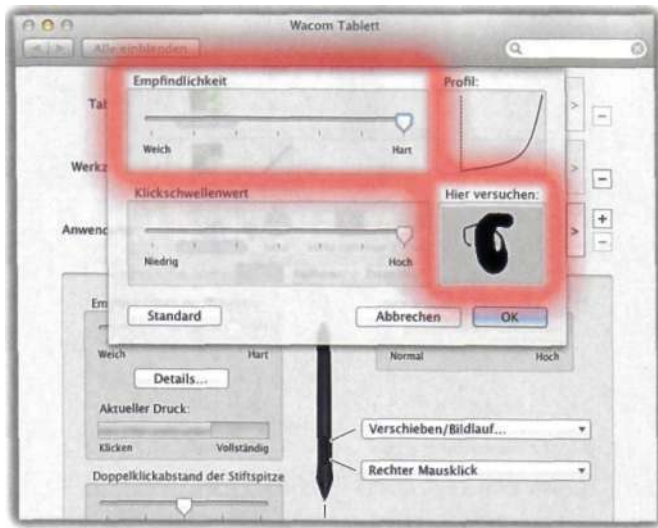 Wacom Tablett
Alle einblenden
Empfindlichkeit
Profil:
Weich
Hart
Klickschwellenwert
Hier versuchen:
Niedrig
Hoch
Standard
Abbrechen
OK
Weich
Hart
Normal
Hoch
Details...
Aktueller Druck:
Klicken
Vollständig
Verschieben/Bildlauf...
Rechter Mausklick
Doppelklickabstand der Stiftspitze